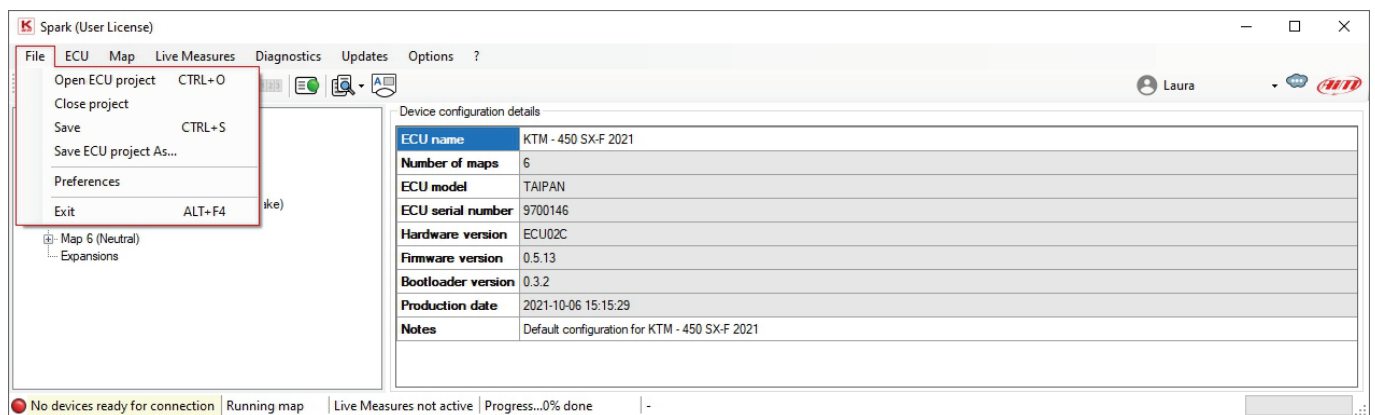 Spark (User License)
File ECU Map Live Measures Diagnostics Updates Options ?
Open ECU project CTRL+O
Close project
Save CTRL+S
Save ECU project As...
Preferences
Exit ALT+F4
Laura
AiM
ake)
Map 6 (Neutral)
Expansions
Device configuration details
ECU name KTM - 450 SX-F 2021
Number of maps 6
ECU model TAIPAN
ECU serial number 9700146
Hardware version ECU02C
Firmware version 0.5.13
Bootloader version 0.3.2
Production date 2021-10-06 15:15:29
Notes Default configuration for KTM - 450 SX-F 2021
No devices ready for connection Running map Live Measures not active Progress...0% done -